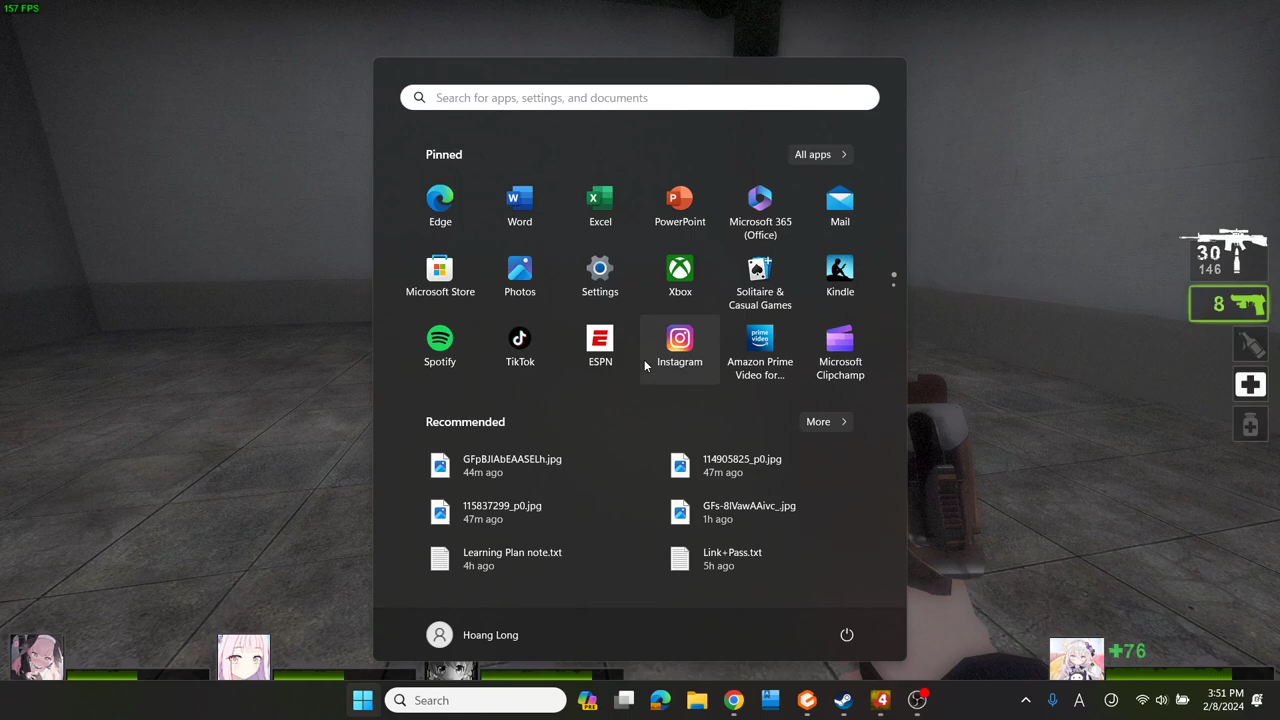 157 FPS
Search for apps, settings, and documents
Pinned
All apps
Edge
Word
Excel
PowerPoint
Microsoft 365
(Office)
Mail
Microsoft Store
Photos
Settings
Xbox
Solitaire &
Casual Games
Kindle
Spotify
TikTok
ESPN
Instagram
Amazon Prime
Video for...
Microsoft
Clipchamp
Recommended
More
GFpBJIAbEAASELh.jpg
44m ago
114905825_p0.jpg
47m ago
115837299_p0.jpg
47m ago
GFs-8IVawAAivc_.jpg
1h ago
Learning Plan note.txt
4h ago
Link+Pass.txt
5h ago
Hoang Long
30
146
8
+76
Search
PRE
A
3:51 PM
2/8/2024